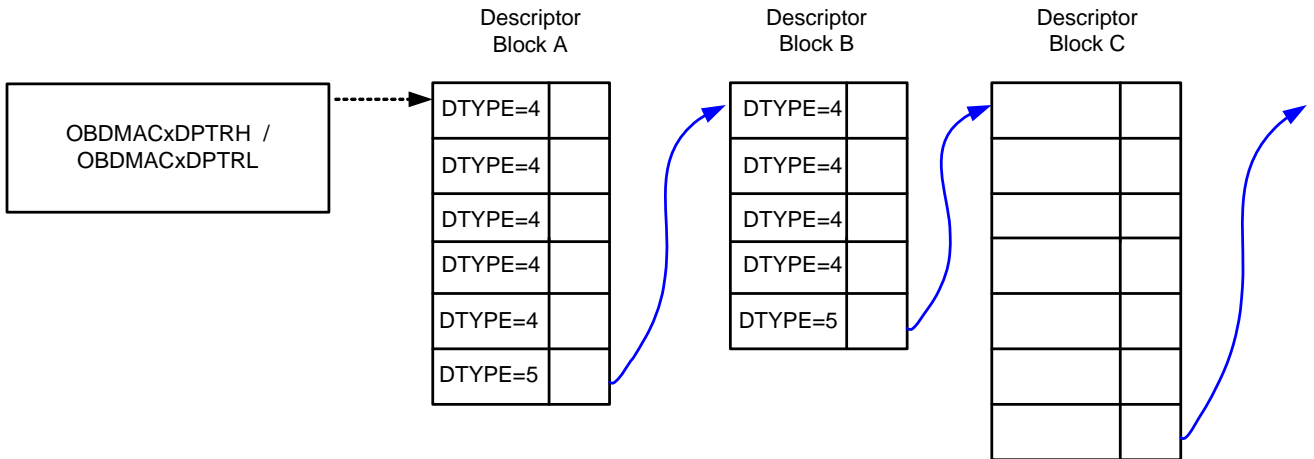 Descriptor
Block A
Descriptor
Block B
Descriptor
Block C
OBDMACxDPTRH /
OBDMACxDPTRL
DTYPE=4
DTYPE=4
DTYPE=4
DTYPE=4
DTYPE=4
DTYPE=5
DTYPE=4
DTYPE=4
DTYPE=4
DTYPE=4
DTYPE=5